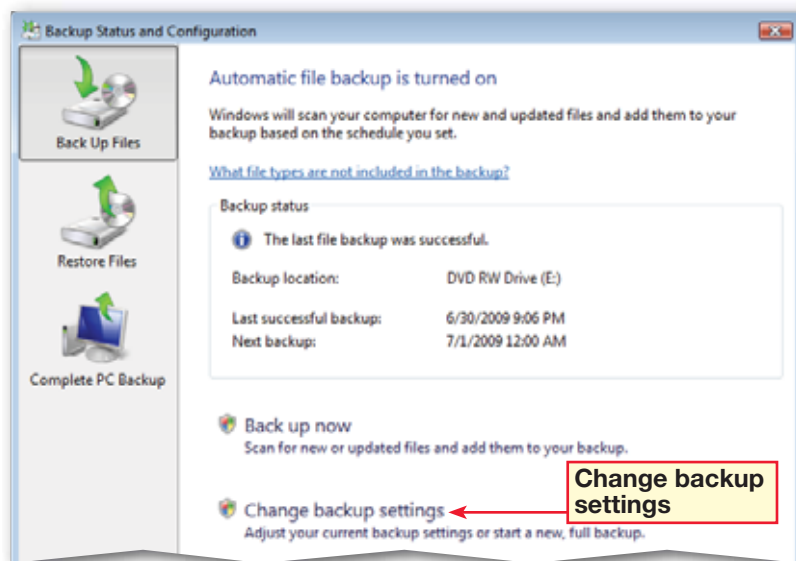 Backup Status and Configuration
Back Up Files
Restore Files
Complete PC Backup
Automatic file backup is turned on
Windows will scan your computer for new and updated files and add them to your
backup based on the schedule you set.
What file types are not included in the backup?
Backup status
The last file backup was successful.
Backup location: DVD RW Drive (E:)
Last successful backup: 6/30/2009 9:06 PM
Next backup: 7/1/2009 12:00 AM
Back up now
Scan for new or updated files and add them to your backup.
Change backup settings
Adjust your current backup settings or start a new, full backup.
Change backup
settings